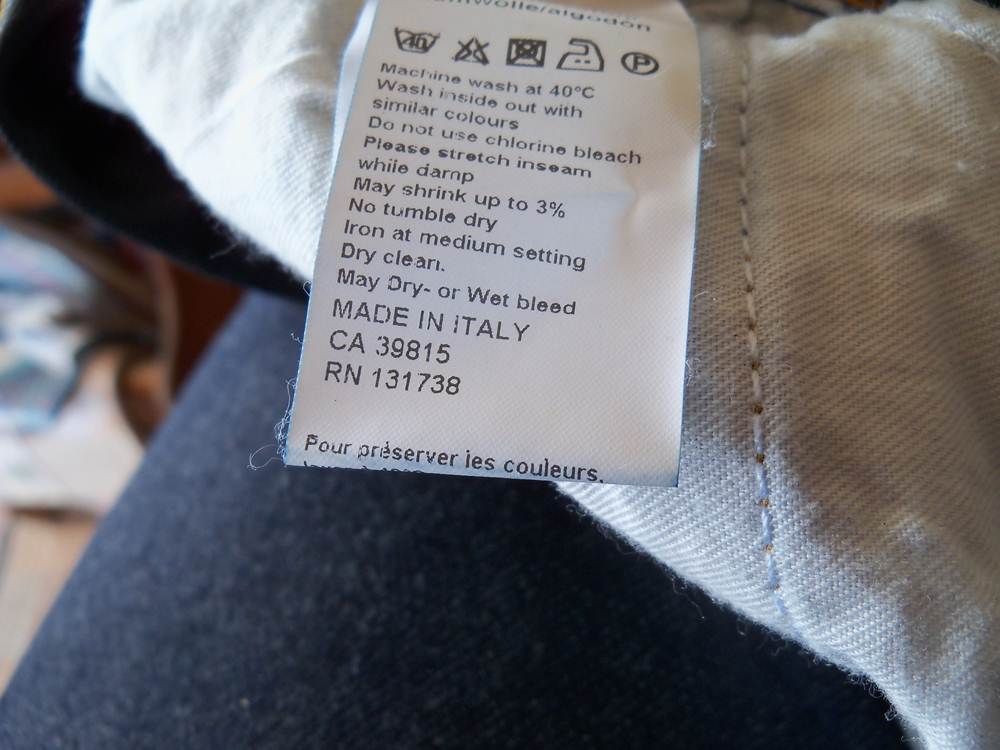 40
P
Machine wash at 40°C
Wash inside out with
similar colours
Do not use chlorine bleach
Please stretch inseam
while damp
May shrink up to 3%
No tumble dry
Iron at medium setting
Dry clean.
May Dry- or Wet bleed
MADE IN ITALY
CA 39815
RN 131738
Pour préserver les couleurs,